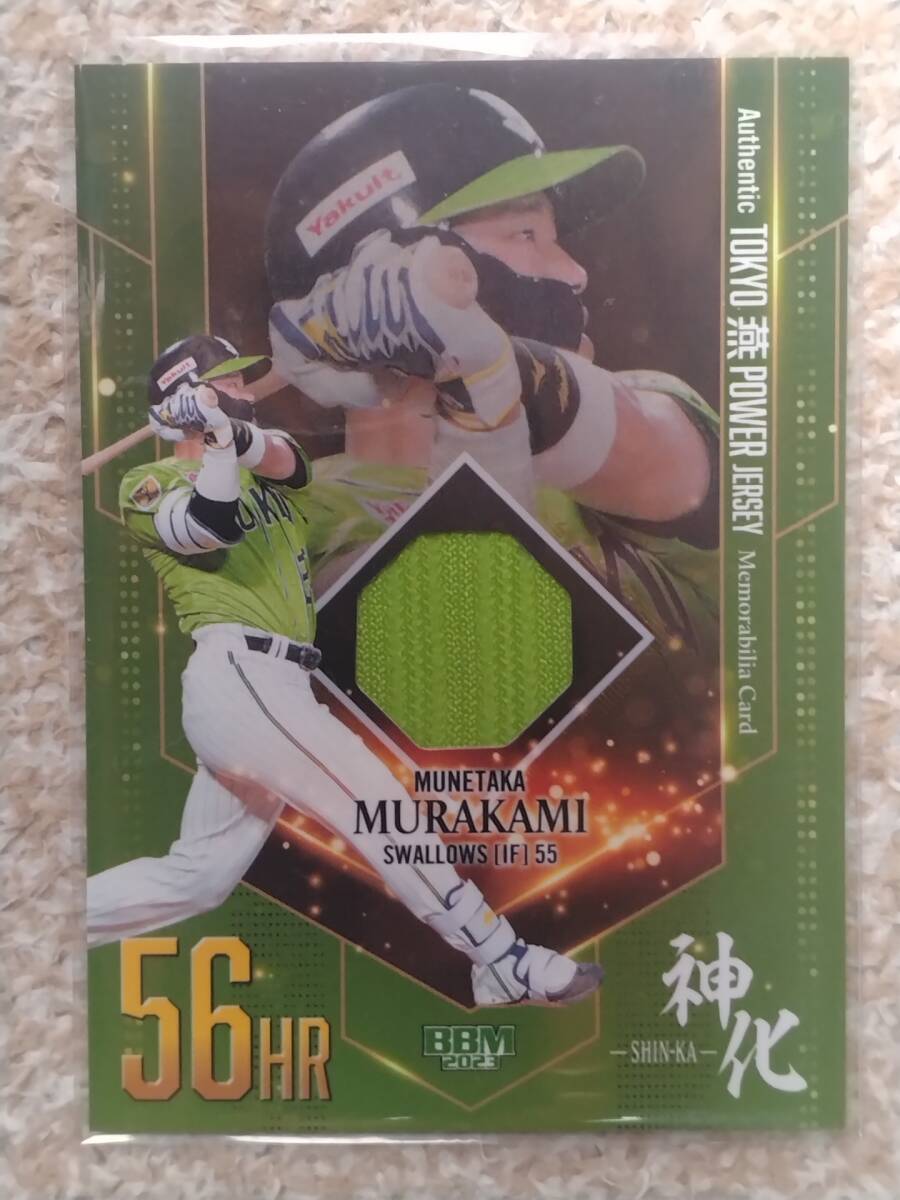 Yakult
Authentic TOKYO 燕 POWER JERSEY Memorabilia Card
Yakult
MUNETAKA
MURAKAMI
SWALLOWS [IF] 55
56HR
BBM
2023
神化
SHIN-KA